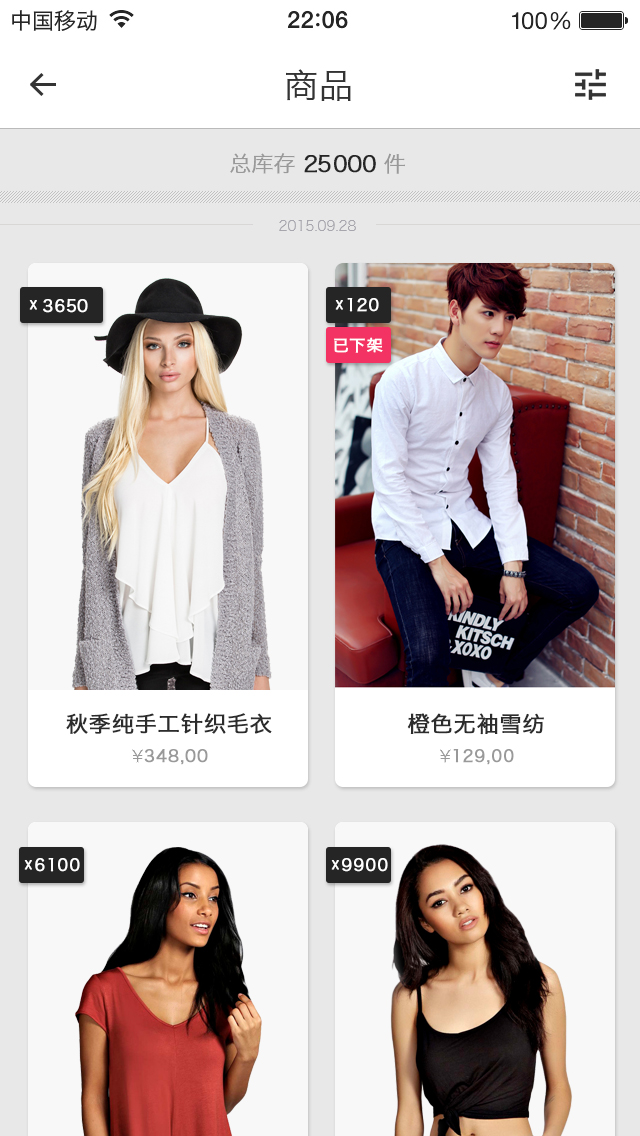 中国移动 22:06 100%
商品
总库存 25000 件
2015.09.28
x 3650
x120
已下架
KINDLY
KITSCH
XOXO
秋季纯手工针织毛衣
¥348,00
橙色无袖雪纺
¥129,00
x6100
x9900